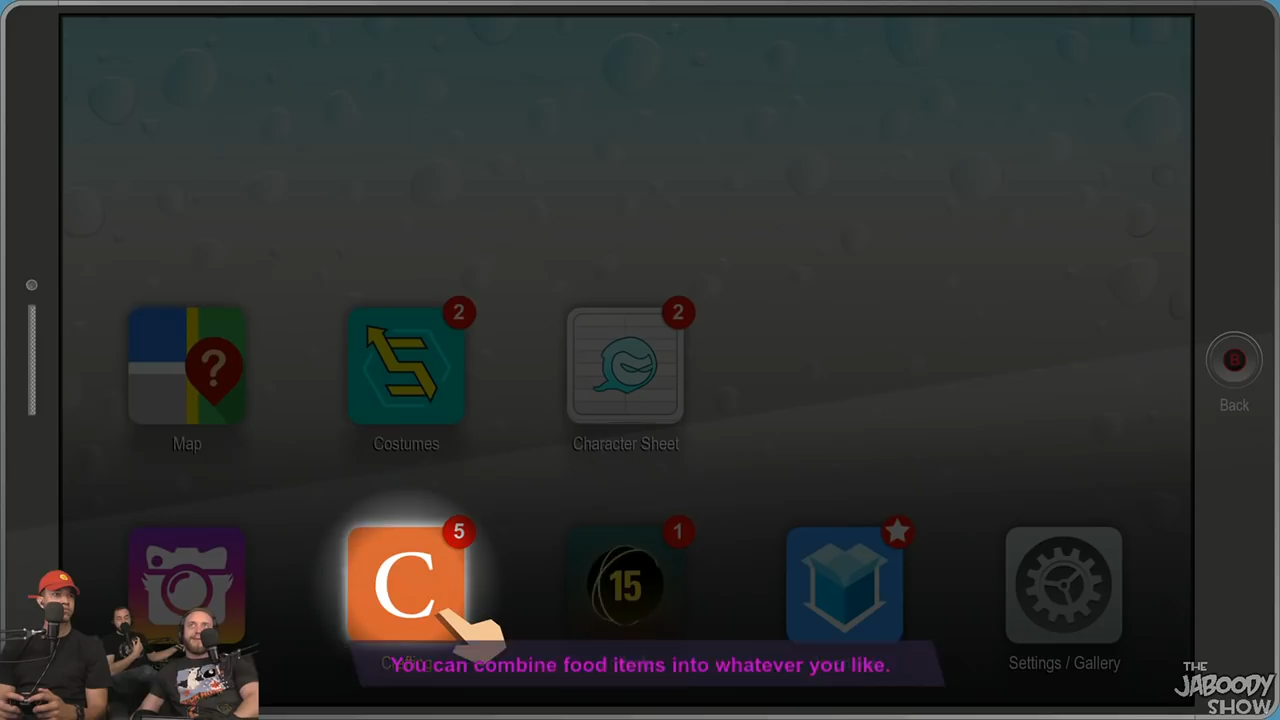 2
2
?
B
Back
Map
Costumes
Character Sheet
5
1
C
15
You can combine food items into whatever you like.
Settings / Gallery
THE
JABOODY
SHOW